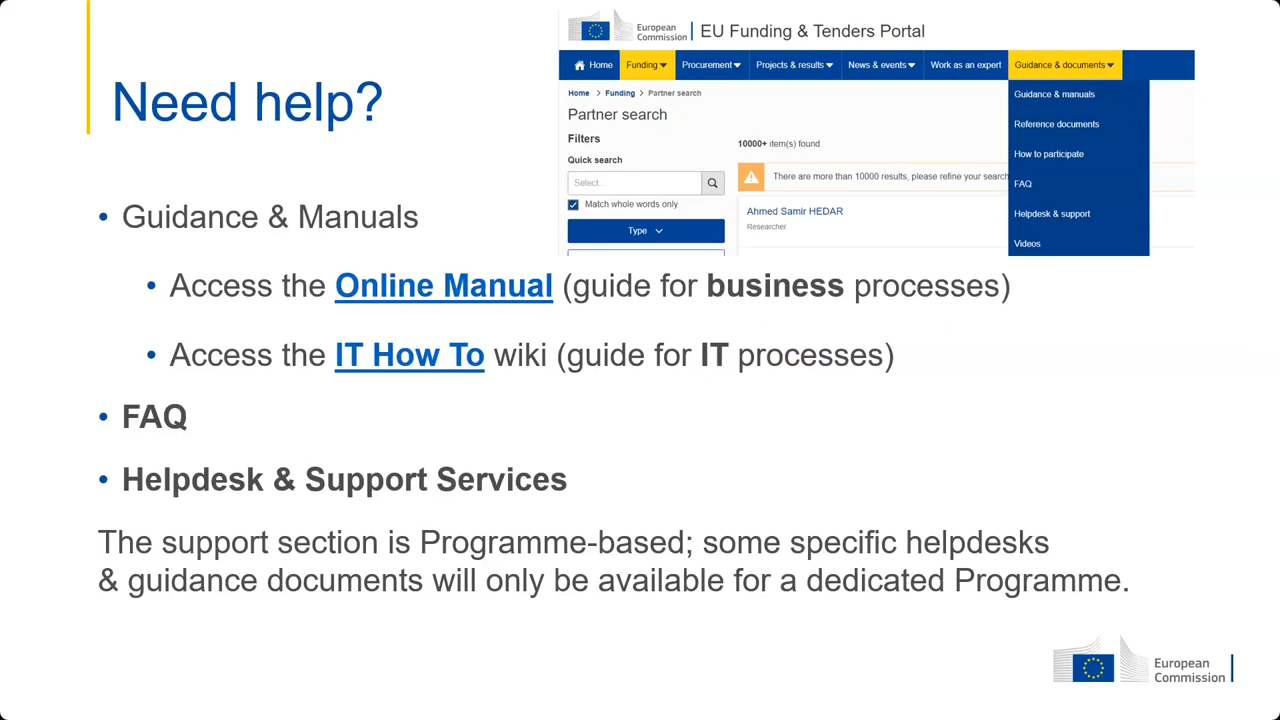 Need help?
European
Commission
EU Funding & Tenders Portal
Home Funding Procurement Projects & results News & events Work as an expert Guidance & documents
Home > Funding > Partner search
Partner search
Filters
Quick search
Select...
Match whole words only
Type
10000+ item(s) found
There are more than 10000 results, please refine your search
Ahmed Samir HEDAR
Researcher
Guidance & manuals
Reference documents
How to participate
FAQ
Helpdesk & support
Videos
• Guidance & Manuals
• Access the Online Manual (guide for business processes)
• Access the IT How To wiki (guide for IT processes)
• FAQ
• Helpdesk & Support Services
The support section is Programme-based; some specific helpdesks
& guidance documents will only be available for a dedicated Programme.
European
Commission